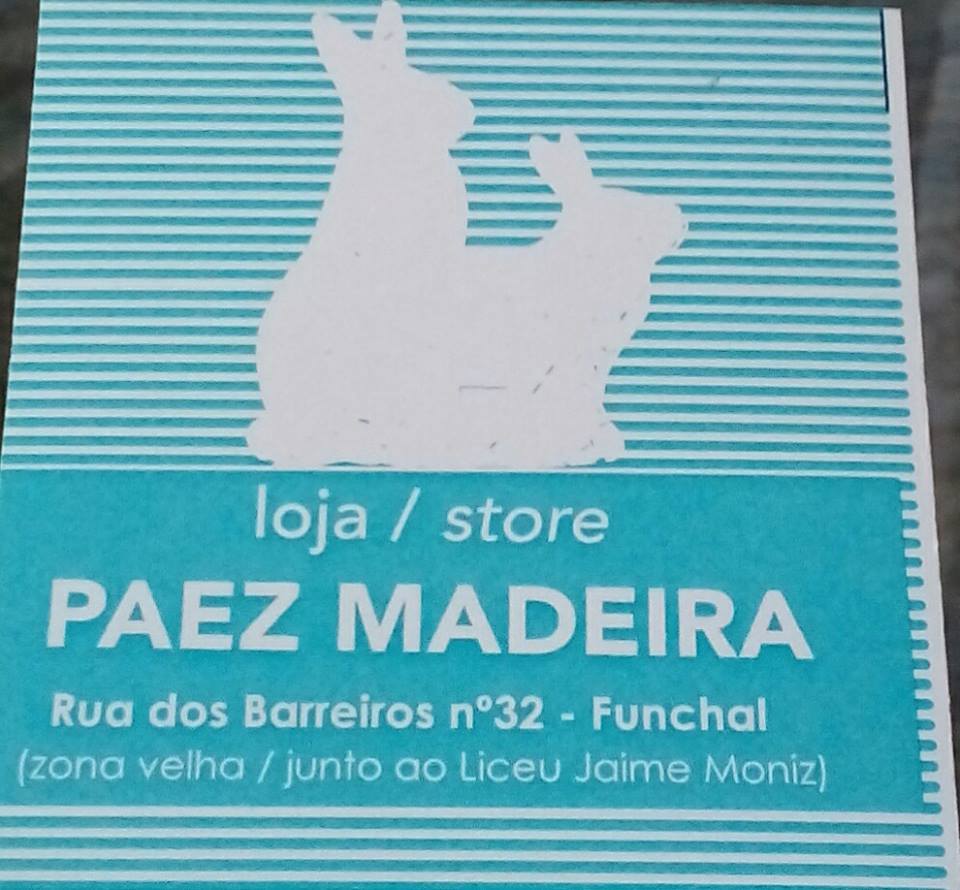 loja / store
PAEZ MADEIRA
Rua dos Barreiros nº32 - Funchal
(zona velha / junto ao Liceu Jaime Moniz)